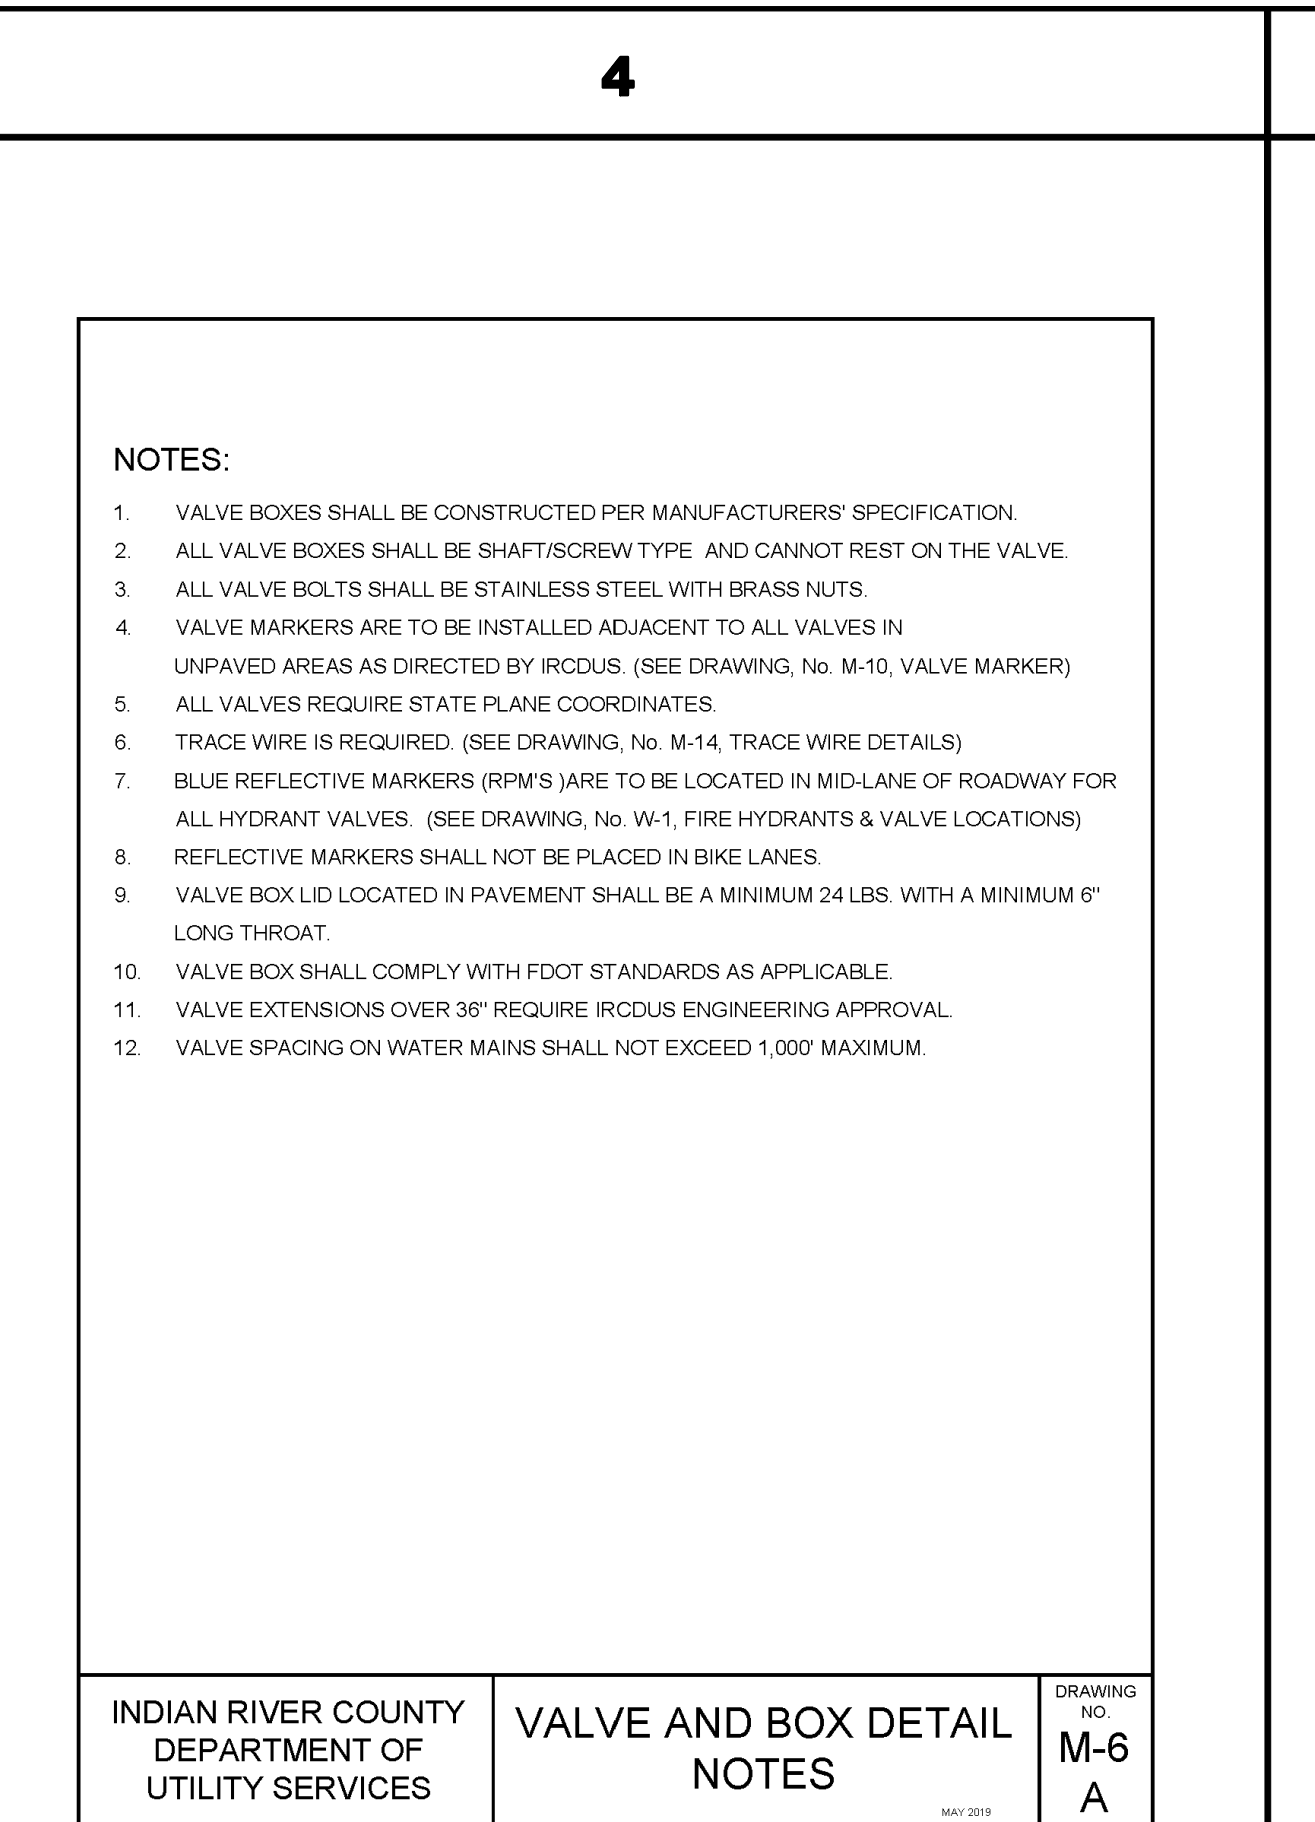 4
NOTES:
1. VALVE BOXES SHALL BE CONSTRUCTED PER MANUFACTURERS' SPECIFICATION.
2. ALL VALVE BOXES SHALL BE SHAFT/SCREW TYPE AND CANNOT REST ON THE VALVE.
3. ALL VALVE BOLTS SHALL BE STAINLESS STEEL WITH BRASS NUTS.
4. VALVE MARKERS ARE TO BE INSTALLED ADJACENT TO ALL VALVES IN
UNPAVED AREAS AS DIRECTED BY IRCDUS. (SEE DRAWING, No. M-10, VALVE MARKER)
5. ALL VALVES REQUIRE STATE PLANE COORDINATES.
6. TRACE WIRE IS REQUIRED. (SEE DRAWING, No. M-14, TRACE WIRE DETAILS)
7. BLUE REFLECTIVE MARKERS (RPM'S )ARE TO BE LOCATED IN MID-LANE OF ROADWAY FOR
ALL HYDRANT VALVES. (SEE DRAWING, No. W-1, FIRE HYDRANTS & VALVE LOCATIONS)
8. REFLECTIVE MARKERS SHALL NOT BE PLACED IN BIKE LANES.
9. VALVE BOX LID LOCATED IN PAVEMENT SHALL BE A MINIMUM 24 LBS. WITH A MINIMUM 6"
LONG THROAT.
10. VALVE BOX SHALL COMPLY WITH FDOT STANDARDS AS APPLICABLE.
11. VALVE EXTENSIONS OVER 36" REQUIRE IRCDUS ENGINEERING APPROVAL.
12. VALVE SPACING ON WATER MAINS SHALL NOT EXCEED 1,000' MAXIMUM.
INDIAN RIVER COUNTY
DEPARTMENT OF
UTILITY SERVICES
VALVE AND BOX DETAIL
NOTES
MAY 2019
DRAWING
NO.
M-6
A